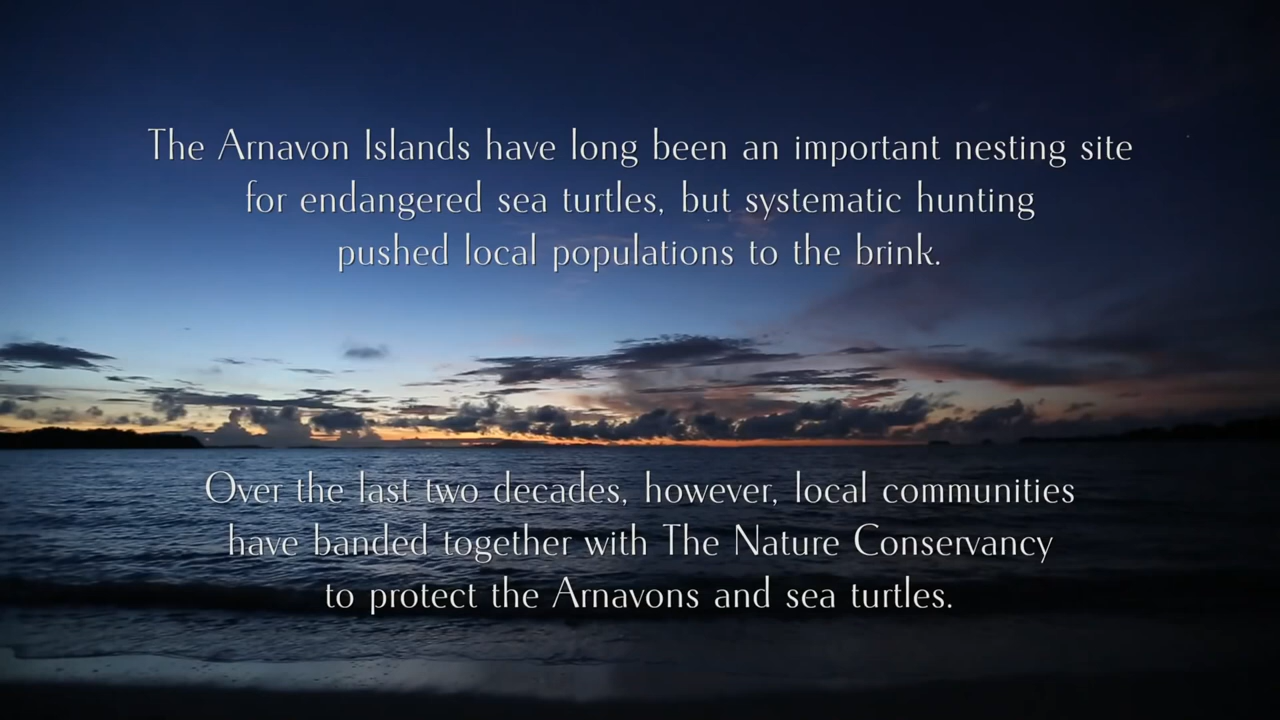 The Arnavon Islands have long been an important nesting site
for endangered sea turtles, but systematic hunting
pushed local populations to the brink.
Over the last two decades, however, local communities
have banded together with The Nature Conservancy
to protect the Arnavons and sea turtles.